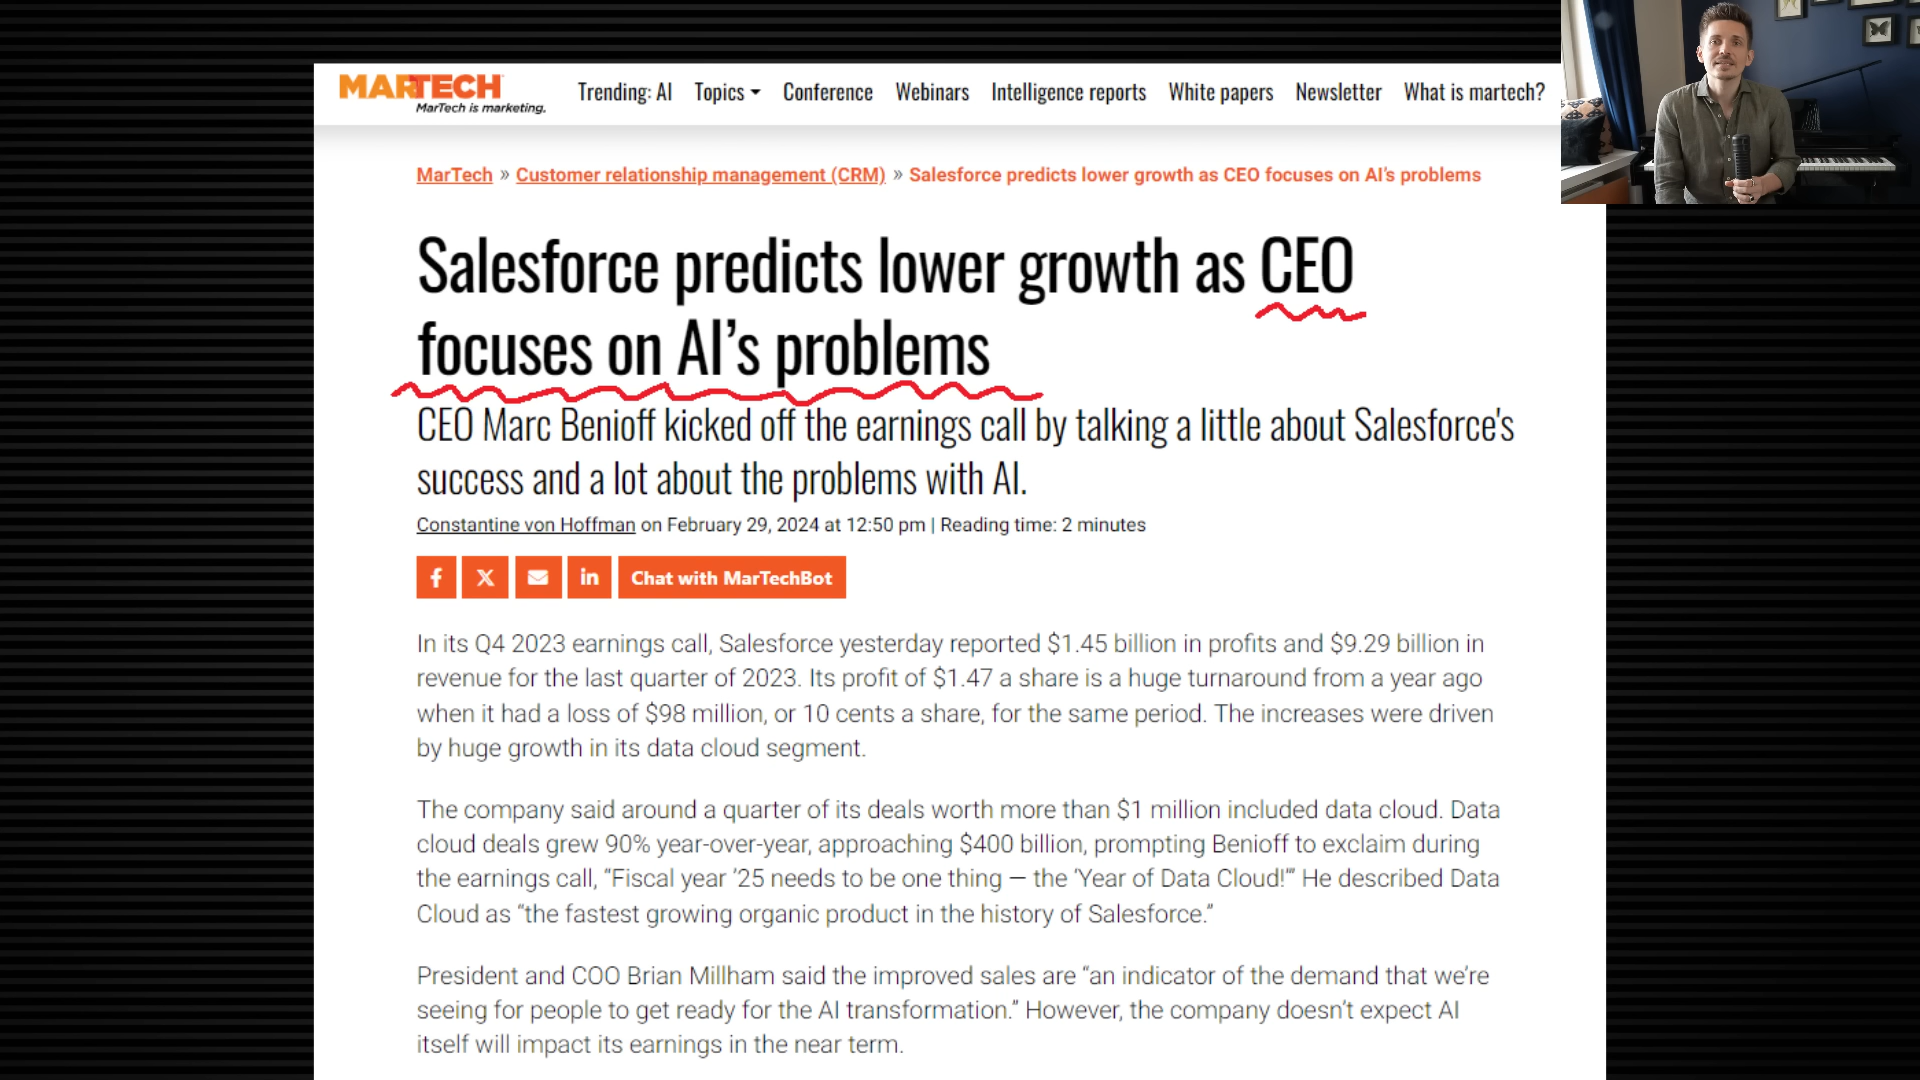 MARTECH
MarTech is marketing.
Trending: AI Topics Conference Webinars Intelligence reports White papers Newsletter What is martech?
MarTech » Customer relationship management (CRM) » Salesforce predicts lower growth as CEO focuses on AI's problems
Salesforce predicts lower growth as CEO
focuses on AI's problems
CEO Marc Benioff kicked off the earnings call by talking a little about Salesforce's
success and a lot about the problems with AI.
Constantine von Hoffman on February 29, 2024 at 12:50 pm | Reading time: 2 minutes
Chat with MarTechBot
In its Q4 2023 earnings call, Salesforce yesterday reported $1.45 billion in profits and $9.29 billion in
revenue for the last quarter of 2023. Its profit of $1.47 a share is a huge turnaround from a year ago
when it had a loss of $98 million, or 10 cents a share, for the same period. The increases were driven
by huge growth in its data cloud segment.
The company said around a quarter of its deals worth more than $1 million included data cloud. Data
cloud deals grew 90% year-over-year, approaching $400 billion, prompting Benioff to exclaim during
the earnings call, “Fiscal year ’25 needs to be one thing — the ‘Year of Data Cloud!’” He described Data
Cloud as “the fastest growing organic product in the history of Salesforce.”
President and COO Brian Millham said the improved sales are “an indicator of the demand that we’re
seeing for people to get ready for the AI transformation.” However, the company doesn’t expect AI
itself will impact its earnings in the near term.